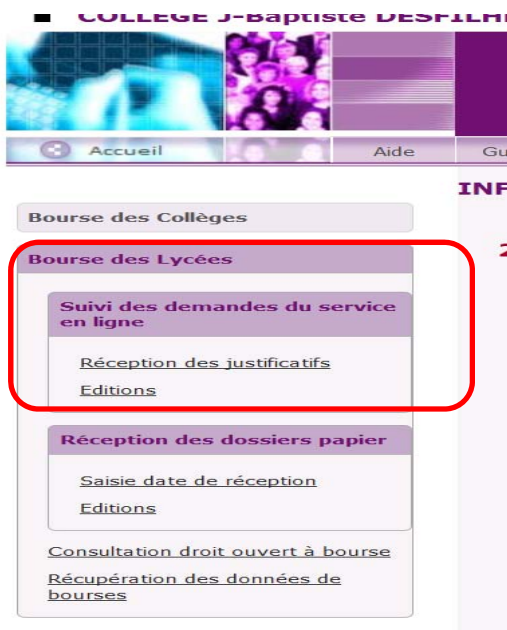 COLLEGE J-Baptiste
Accueil
Aide
Bourse des Collèges
Bourse des Lycées
Suivi des demandes du service
en ligne
Réception des justificatifs
Editions
Réception des dossiers papier
Saisie date de réception
Editions
Consultation droit ouvert à bourse
Récupération des données de
bourses